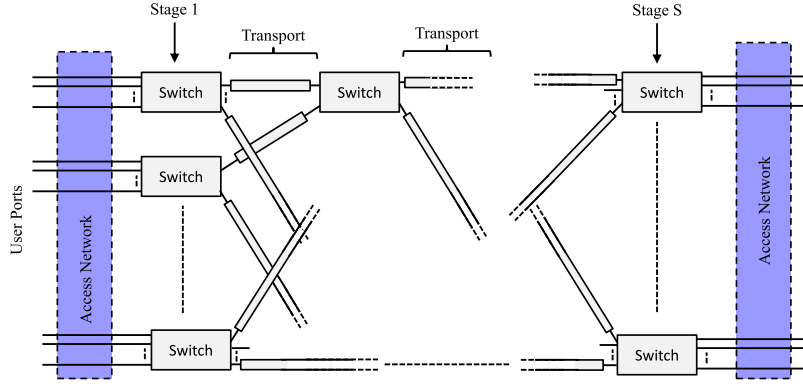 Stage 1
Stage S
Transport
Transport
Switch
Switch
Switch
Switch
Switch
Switch
User Ports
Access Network
Access Network